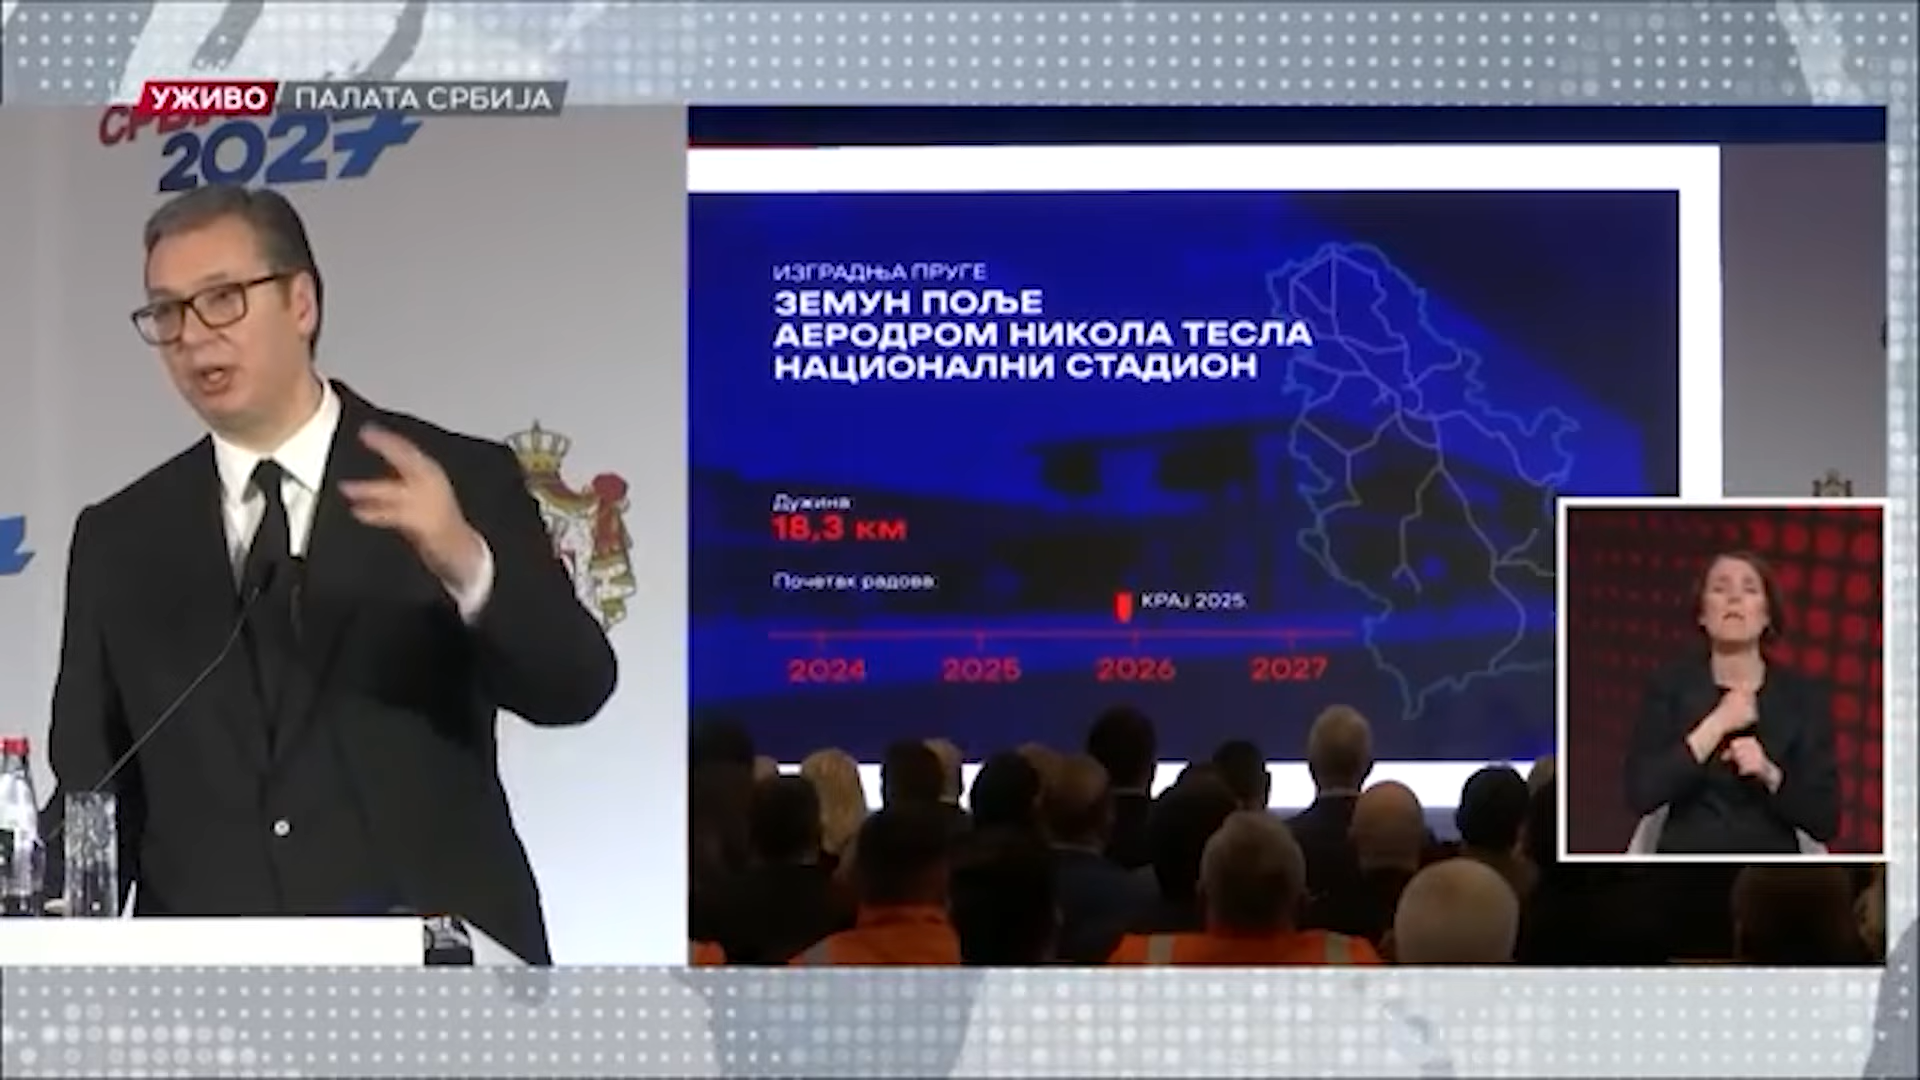 УЖИВО ПАЛАТА СРБИЈА
2027
ИЗГРАДЊА ПРУГЕ
ЗЕМУН ПОЉЕ
АЕРОДРОМ НИКОЛА ТЕСЛА
НАЦИОНАЛНИ СТАДИОН
Дужина:
18,3 км
Почетак радова:
КРАЈ 2025.
2024 2025 2026 2027